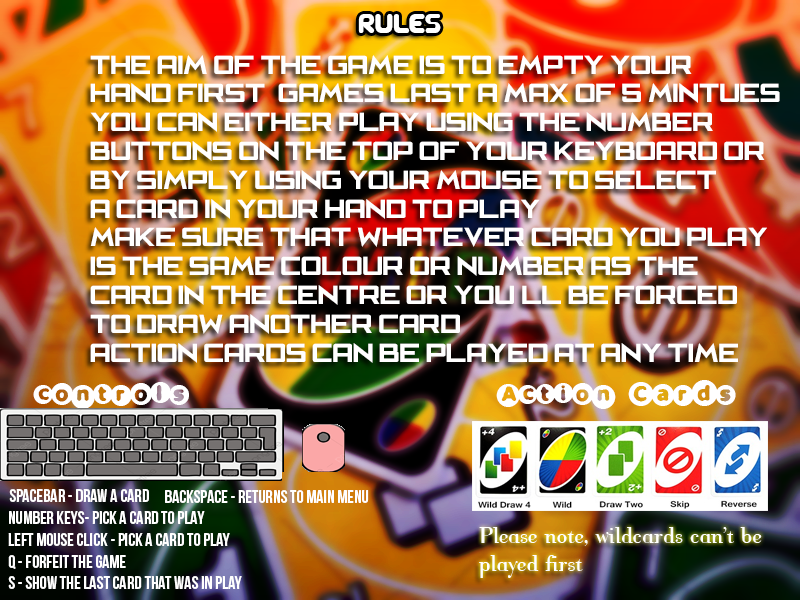 RULES
THE AIM OF THE GAME IS TO EMPTY YOUR
HAND FIRST GAMES LAST A MAX OF 5 MINTUES
YOU CAN EITHER PLAY USING THE NUMBER
BUTTONS ON THE TOP OF YOUR KEYBOARD OR
BY SIMPLY USING YOUR MOUSE TO SELECT
A CARD IN YOUR HAND TO PLAY
MAKE SURE THAT WHATEVER CARD YOU PLAY
IS THE SAME COLOUR OR NUMBER AS THE
CARD IN THE CENTRE OR YOU LL BE FORCED
TO DRAW ANOTHER CARD
ACTION CARDS CAN BE PLAYED AT ANY TIME
controls
SPACEBAR - DRAW A CARD BACKSPACE - RETURNS TO MAIN MENU
NUMBER KEYS- PICK A CARD TO PLAY
LEFT MOUSE CLICK - PICK A CARD TO PLAY
Q - FORFEIT THE GAME
S - SHOW THE LAST CARD THAT WAS IN PLAY
Action Cards
+4 +2
+4 +2
Wild Draw 4 Wild Draw Two Skip Reverse
Please note, wildcards can't be
played first